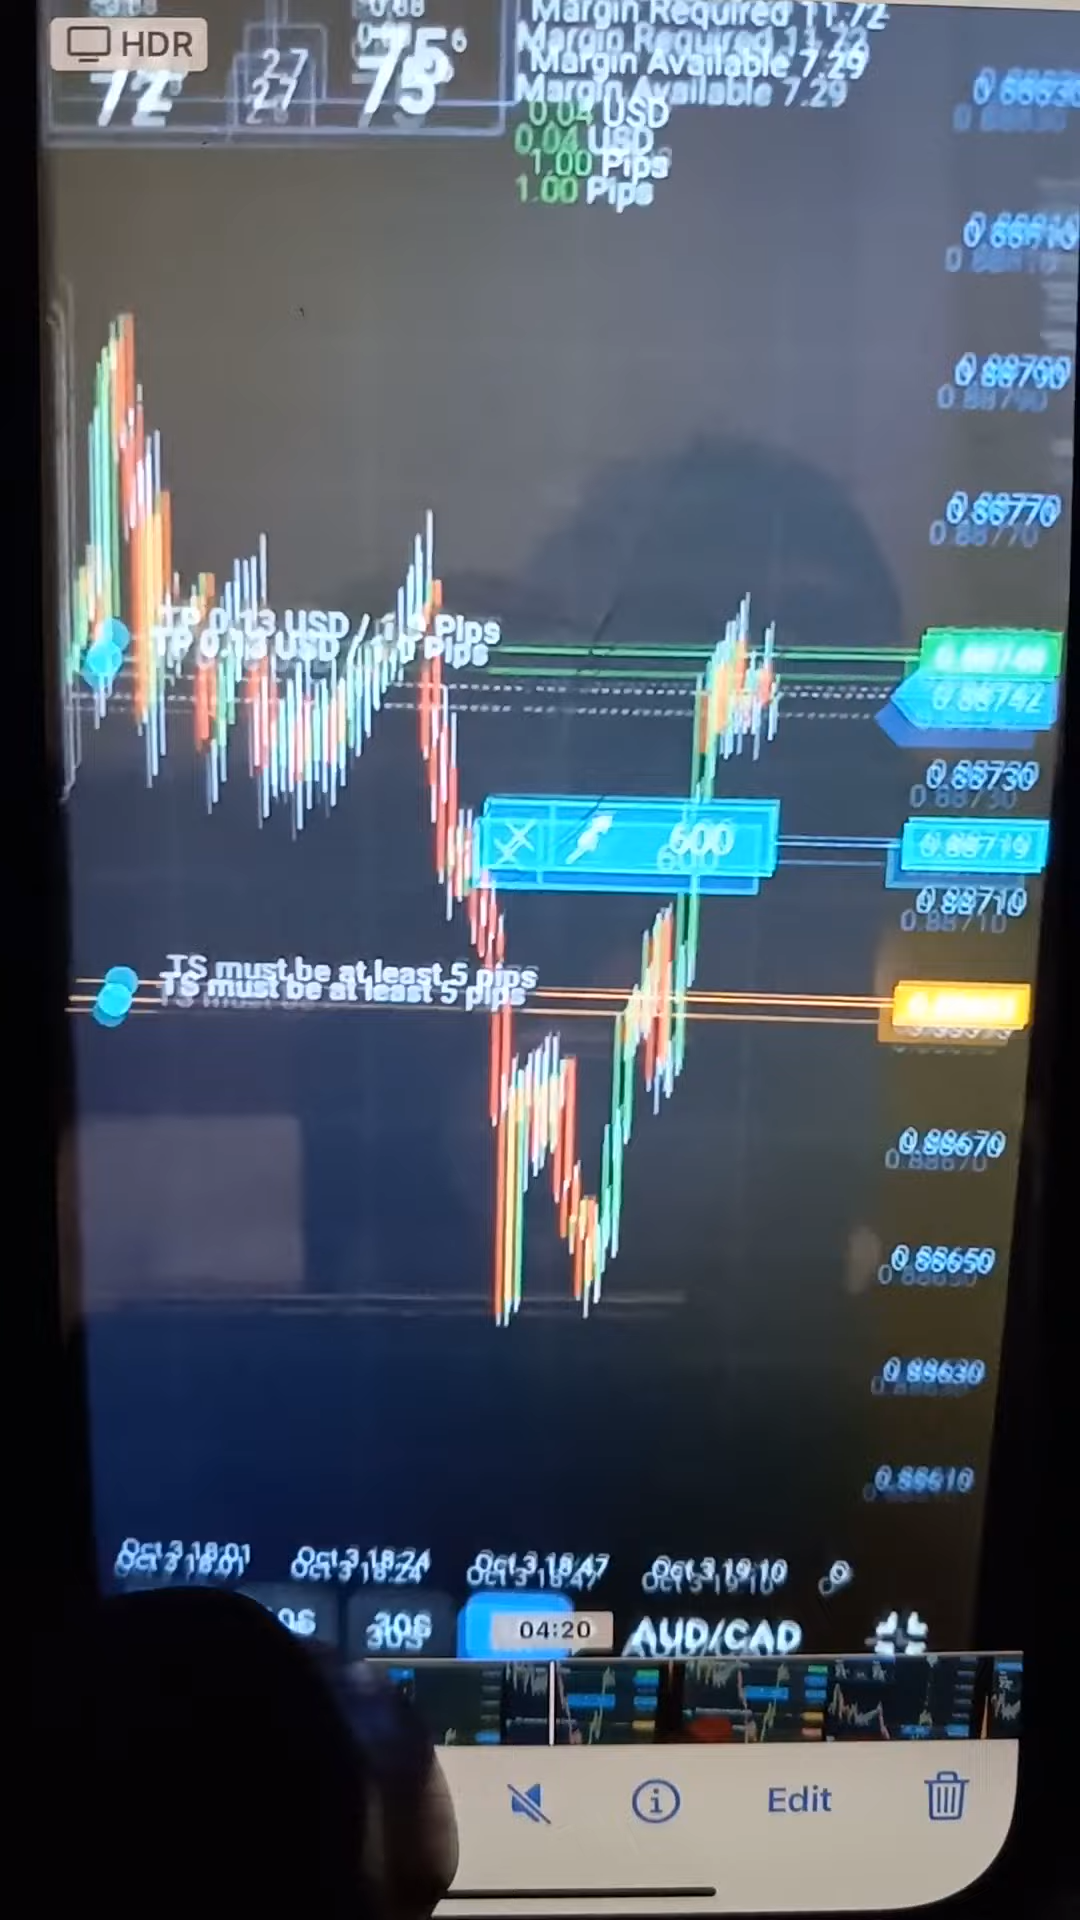 HDR
Margin Required 11.72
Margin Available 7.29
0.04 USD
1.00 Pips
72
27
75
0.88810
0.88790
0.88770
TP 0.13 USD /
Pips
0.88742
0.88730
600
0.88719
0.88710
TS must be at least 5 pips
0.88670
0.88650
0.88630
0.88610
Oct 3 18:01
Oct 3 18:24
Oct 3 18:47
Oct 3 19:10
30S
04:20
AUD/CAD
Edit